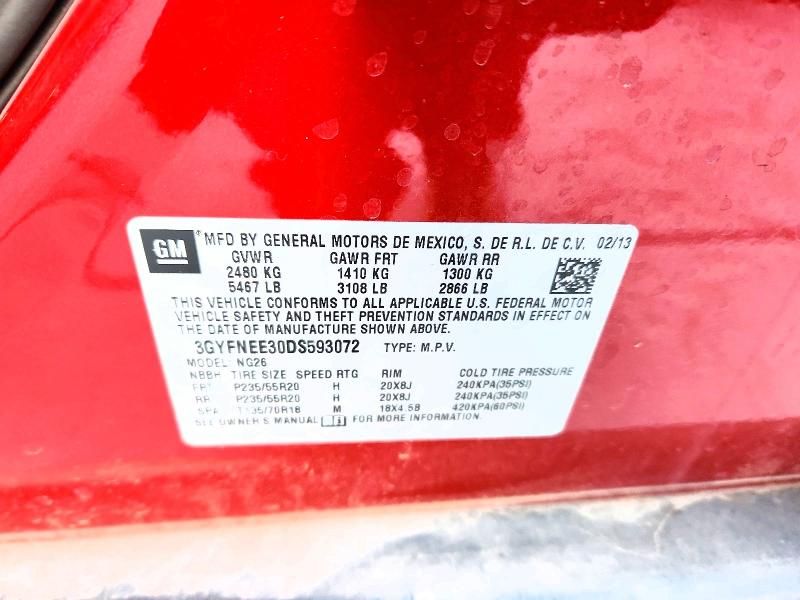 GM ® MFD BY GENERAL MOTORS DE MEXICO, S. DE R.L. DE C.V. 02/13
GVWR GAWR FRT GAWR RR
2480 KG 1410 KG 1300 KG
5467 LB 3108 LB 2866 LB
THIS VEHICLE CONFORMS TO ALL APPLICABLE U.S. FEDERAL MOTOR
VEHICLE SAFETY AND THEFT PREVENTION STANDARDS IN EFFECT ON
THE DATE OF MANUFACTURE SHOWN ABOVE.
3GYFNEE30DS593072 TYPE: M.P.V.
MODEL: NG26
NBBH TIRE SIZE SPEED RTG RIM COLD TIRE PRESSURE
FRT P235/55R20 H 20X8J 240KPA(35PSI)
RR P235/55R20 H 20X8J 240KPA(35PSI)
SPA T135/70R18 M 18X4.5B 420KPA(60PSI)
SEE OWNER'S MANUAL FOR MORE INFORMATION.